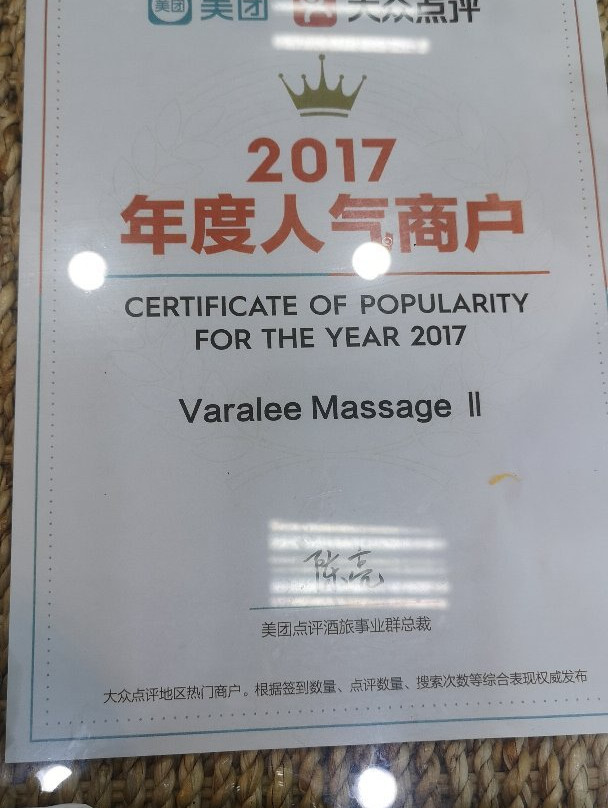 美团 美团 大众点评
2017
年度人气商户
CERTIFICATE OF POPULARITY
FOR THE YEAR 2017
Varalee Massage II
陈亮
美团点评酒旅事业群总裁
大众点评地区热门商户。根据签到数量、点评数量、搜索次数等综合表现权威发布